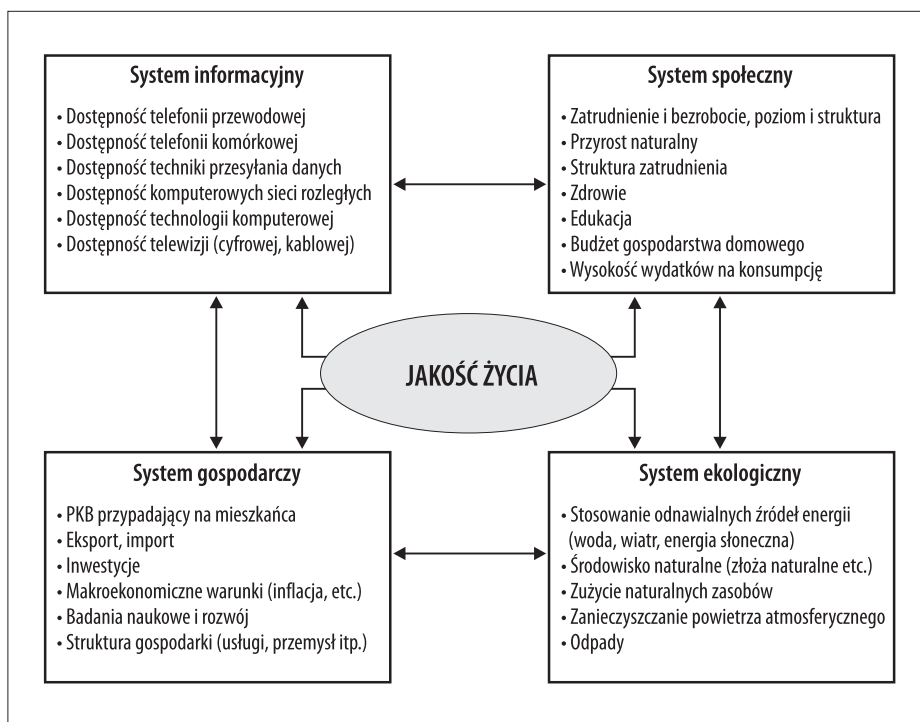 System informacyjny
• Dostępność telefonii przewodowej
• Dostępność telefonii komórkowej
• Dostępność techniki przesyłania danych
• Dostępność komputerowych sieci rozległych
• Dostępność technologii komputerowej
• Dostępność telewizji (cyfrowej, kablowej)
System społeczny
• Zatrudnienie i bezrobocie, poziom i struktura
• Przyrost naturalny
• Struktura zatrudnienia
• Zdrowie
• Edukacja
• Budżet gospodarstwa domowego
• Wysokość wydatków na konsumpcję
JAKOŚĆ ŻYCIA
System gospodarczy
• PKB przypadający na mieszkańca
• Eksport, import
• Inwestycje
• Makroekonomiczne warunki (inflacja, etc.)
• Badania naukowe i rozwój
• Struktura gospodarki (usługi, przemysł itp.)
System ekologiczny
• Stosowanie odnawialnych źródeł energii
(woda, wiatr, energia słoneczna)
• Środowisko naturalne (złoża naturalne etc.)
• Zużycie naturalnych zasobów
• Zanieczyszczanie powietrza atmosferycznego
• Odpady